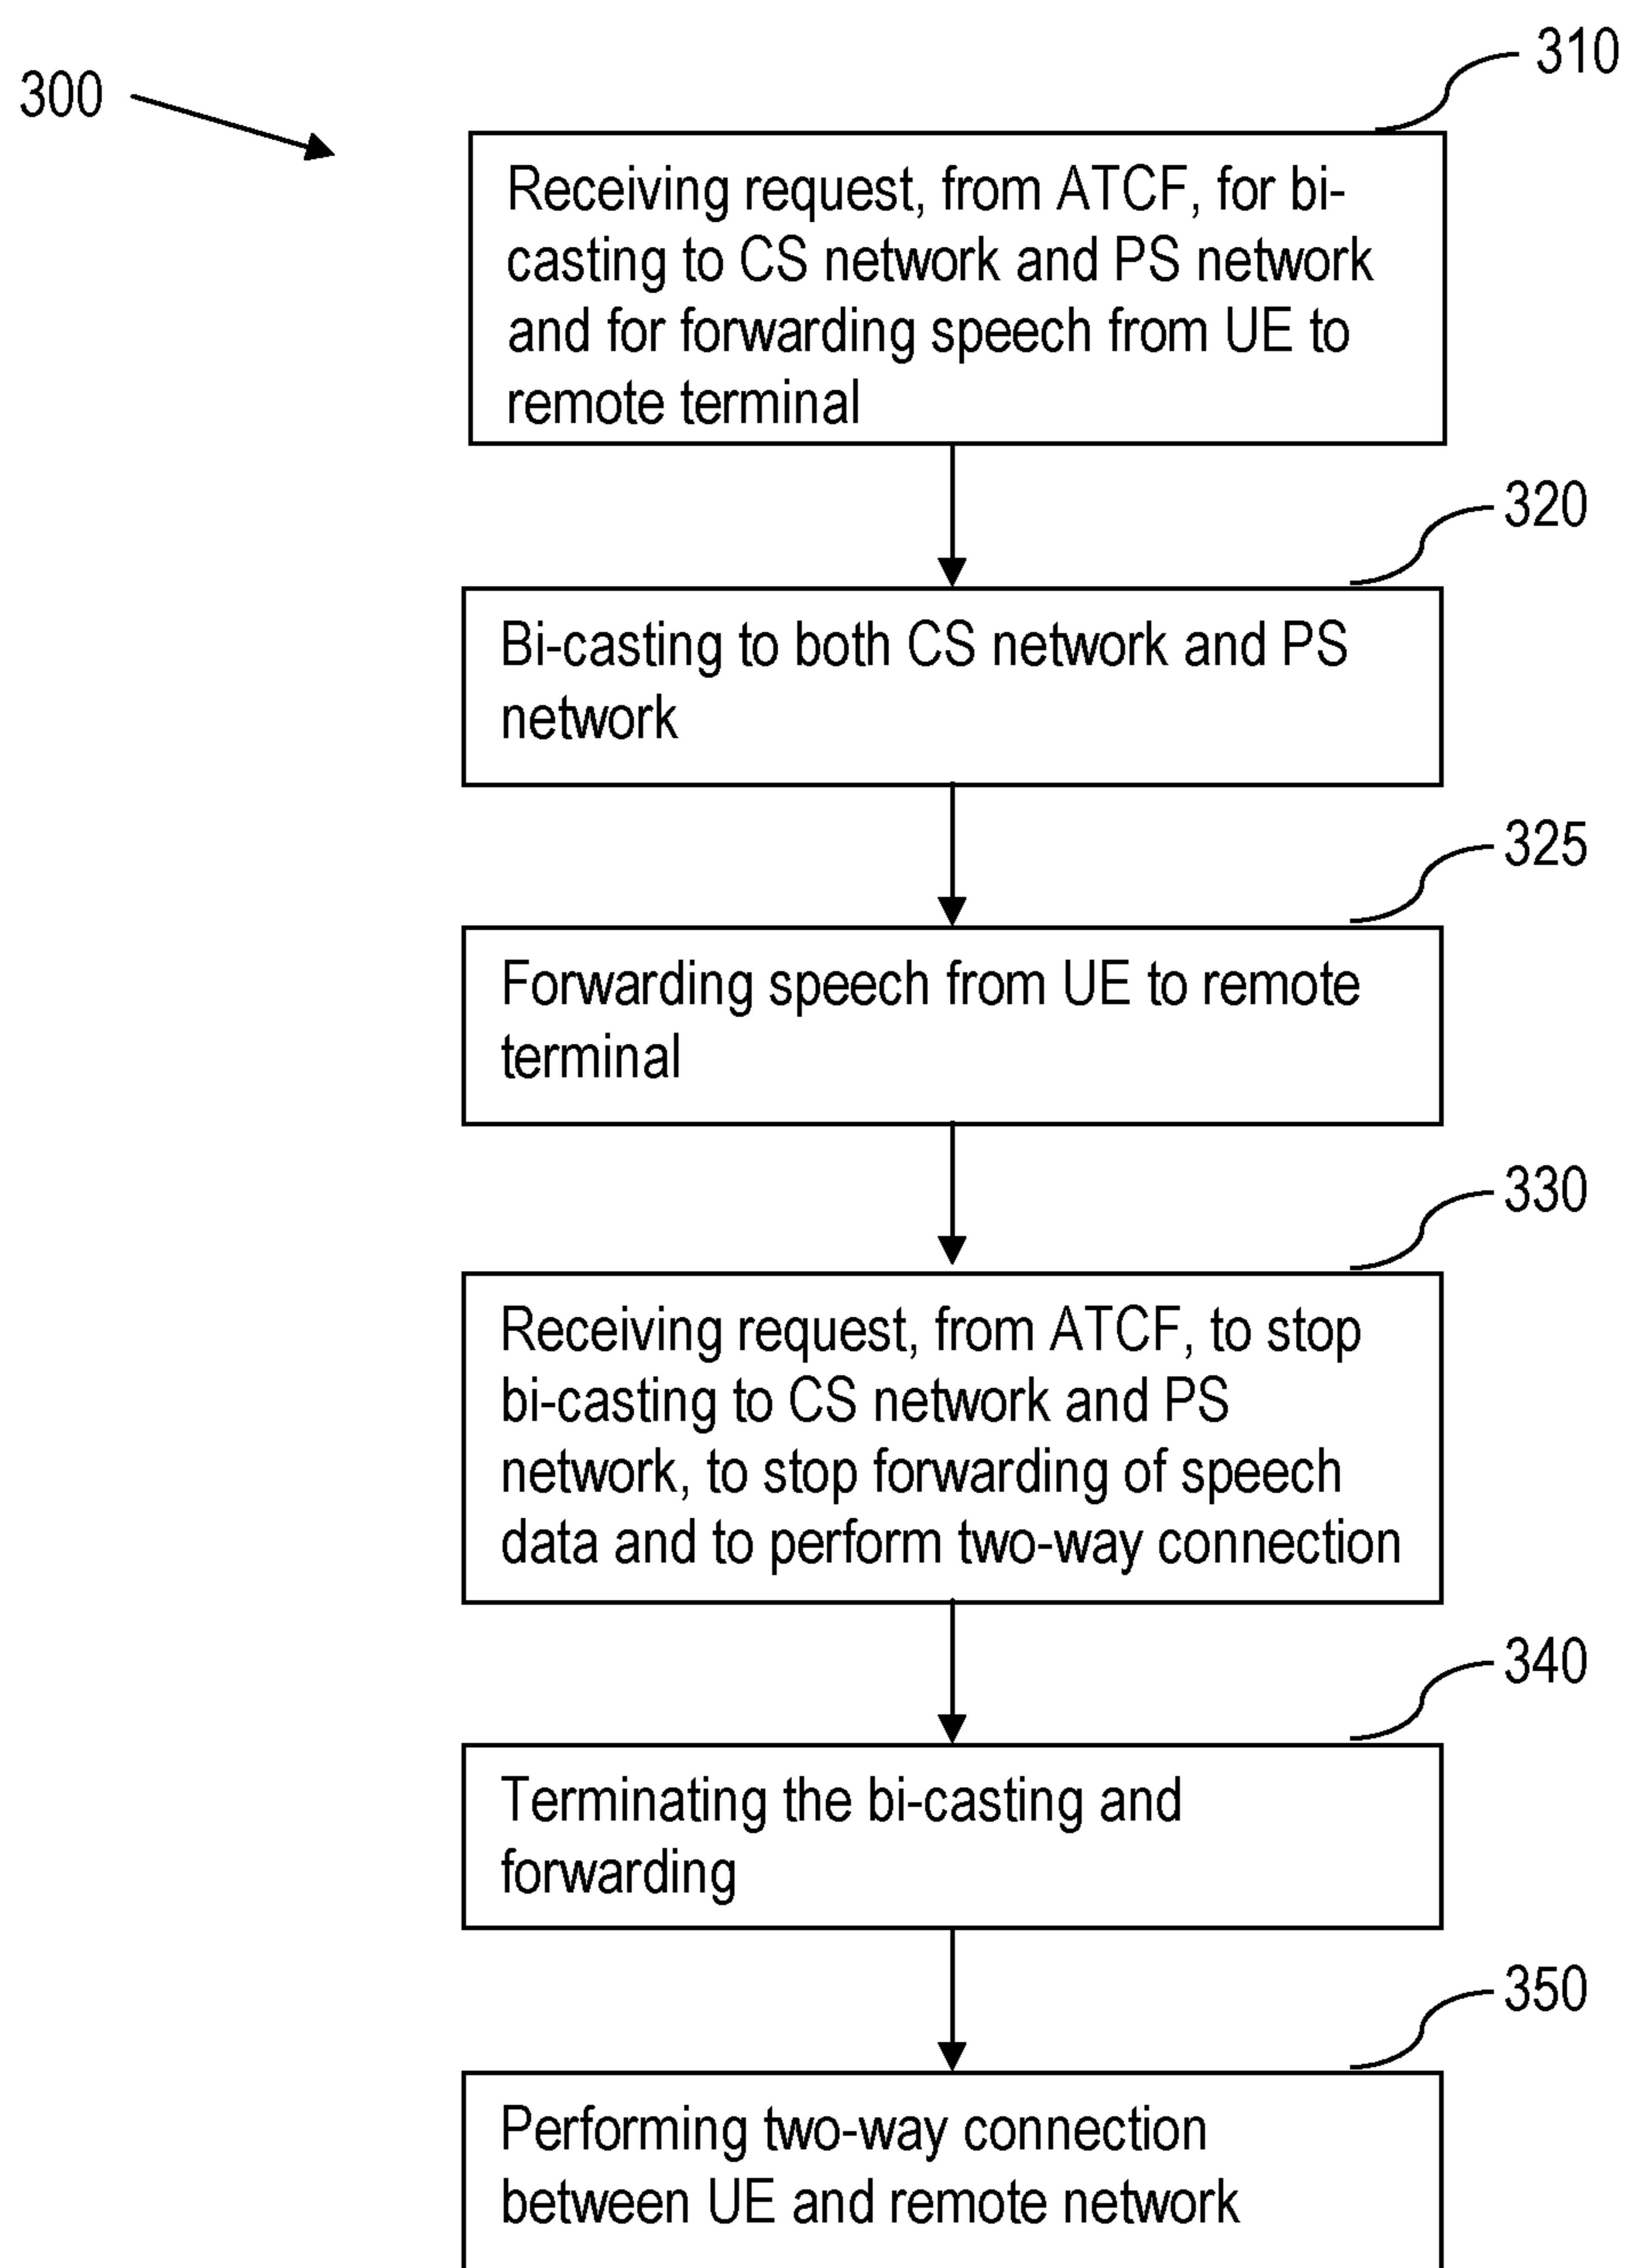 310
300
Receiving request, from ATCF, for bi-
casting to CS network and PS network
and for forwarding speech from UE to
remote terminal
320
Bi-casting to both CS network and PS
network
325
Forwarding speech from UE to remote
terminal
330
Receiving request, from ATCF, to stop
bi-casting to CS network and PS
network, to stop forwarding of speech
data and to perform two-way connection
340
Terminating the bi-casting and
forwarding
350
Performing two-way connection
between UE and remote network